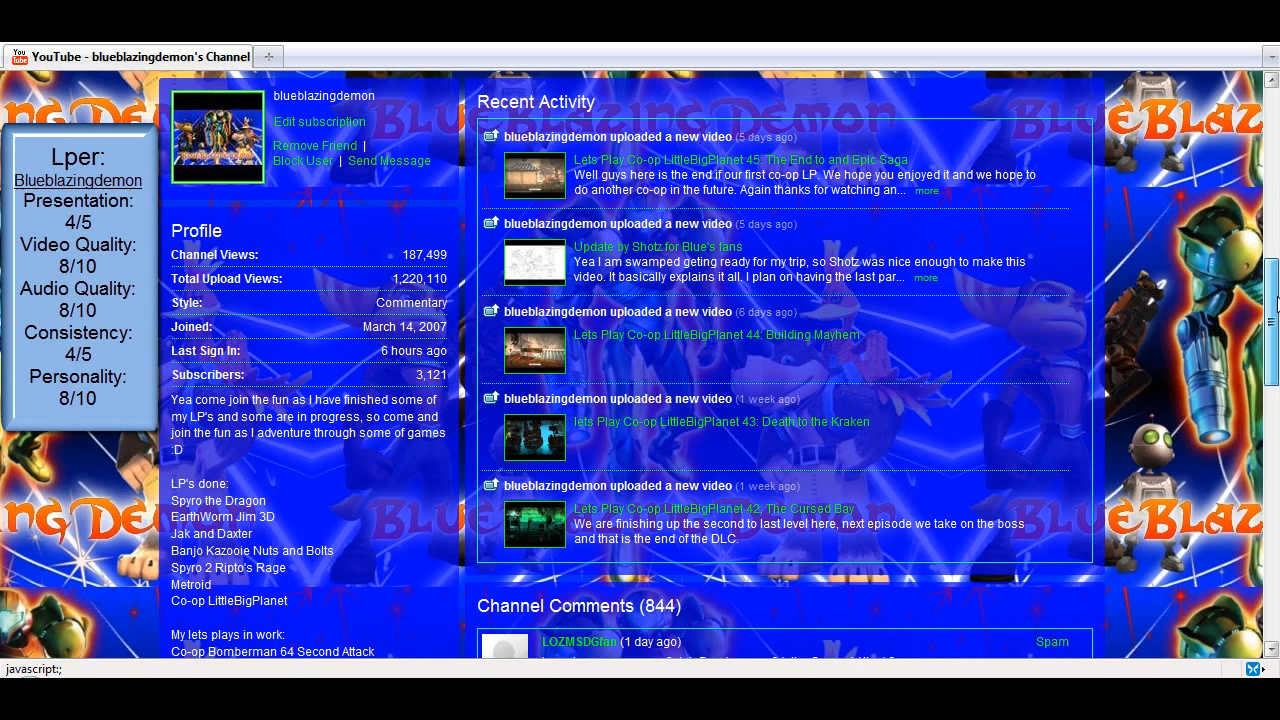 You Tube YouTube - blueblazingdemon's Channel
Lper:
Blueblazingdemon
Presentation:
4/5
Video Quality:
8/10
Audio Quality:
8/10
Consistency:
4/5
Personality:
8/10
blueblazingdemon
Edit subscription
Remove Friend |
Block User | Send Message
Profile
Channel Views: 187,499
Total Upload Views: 1,220,110
Style: Commentary
Joined: March 14, 2007
Last Sign In: 6 hours ago
Subscribers: 3,121
Yea come join the fun as I have finished some of
my LP's and some are in progress, so come and
join the fun as I adventure through some of games
:D
LP's done:
Spyro the Dragon
EarthWorm Jim 3D
Jak and Daxter
Banjo Kazooie Nuts and Bolts
Spyro 2 Ripto's Rage
Metroid
Co-op LittleBigPlanet
My lets plays in work:
Co-op Bomberman 64 Second Attack
Recent Activity
blueblazingdemon uploaded a new video (5 days ago)
Lets Play Co-op LittleBigPlanet 45: The End to and Epic Saga
Well guys here is the end if our first co-op LP. We hope you enjoyed it and we hope to
do another co-op in the future. Again thanks for watching an... more
blueblazingdemon uploaded a new video (5 days ago)
Update by Shotz for Blue's fans
Yea I am swamped geting ready for my trip, so Shotz was nice enough to make this
video. It basically explains it all. I plan on having the last par... more
blueblazingdemon uploaded a new video (6 days ago)
Lets Play Co-op LittleBigPlanet 44: Building Mayhem
blueblazingdemon uploaded a new video (1 week ago)
lets Play Co-op LittleBigPlanet 43: Death to the Kraken
blueblazingdemon uploaded a new video (1 week ago)
Lets Play Co-op LittleBigPlanet 42: The Cursed Bay
We are finishing up the second to last level here, next episode we take on the boss
and that is the end of the DLC.
Channel Comments (844)
LOZMSDGfan (1 day ago) Spam
ng Demon
Blue Blazing Demon
Blue Blaz
ng Dem
Blue Blaz
javascript:;